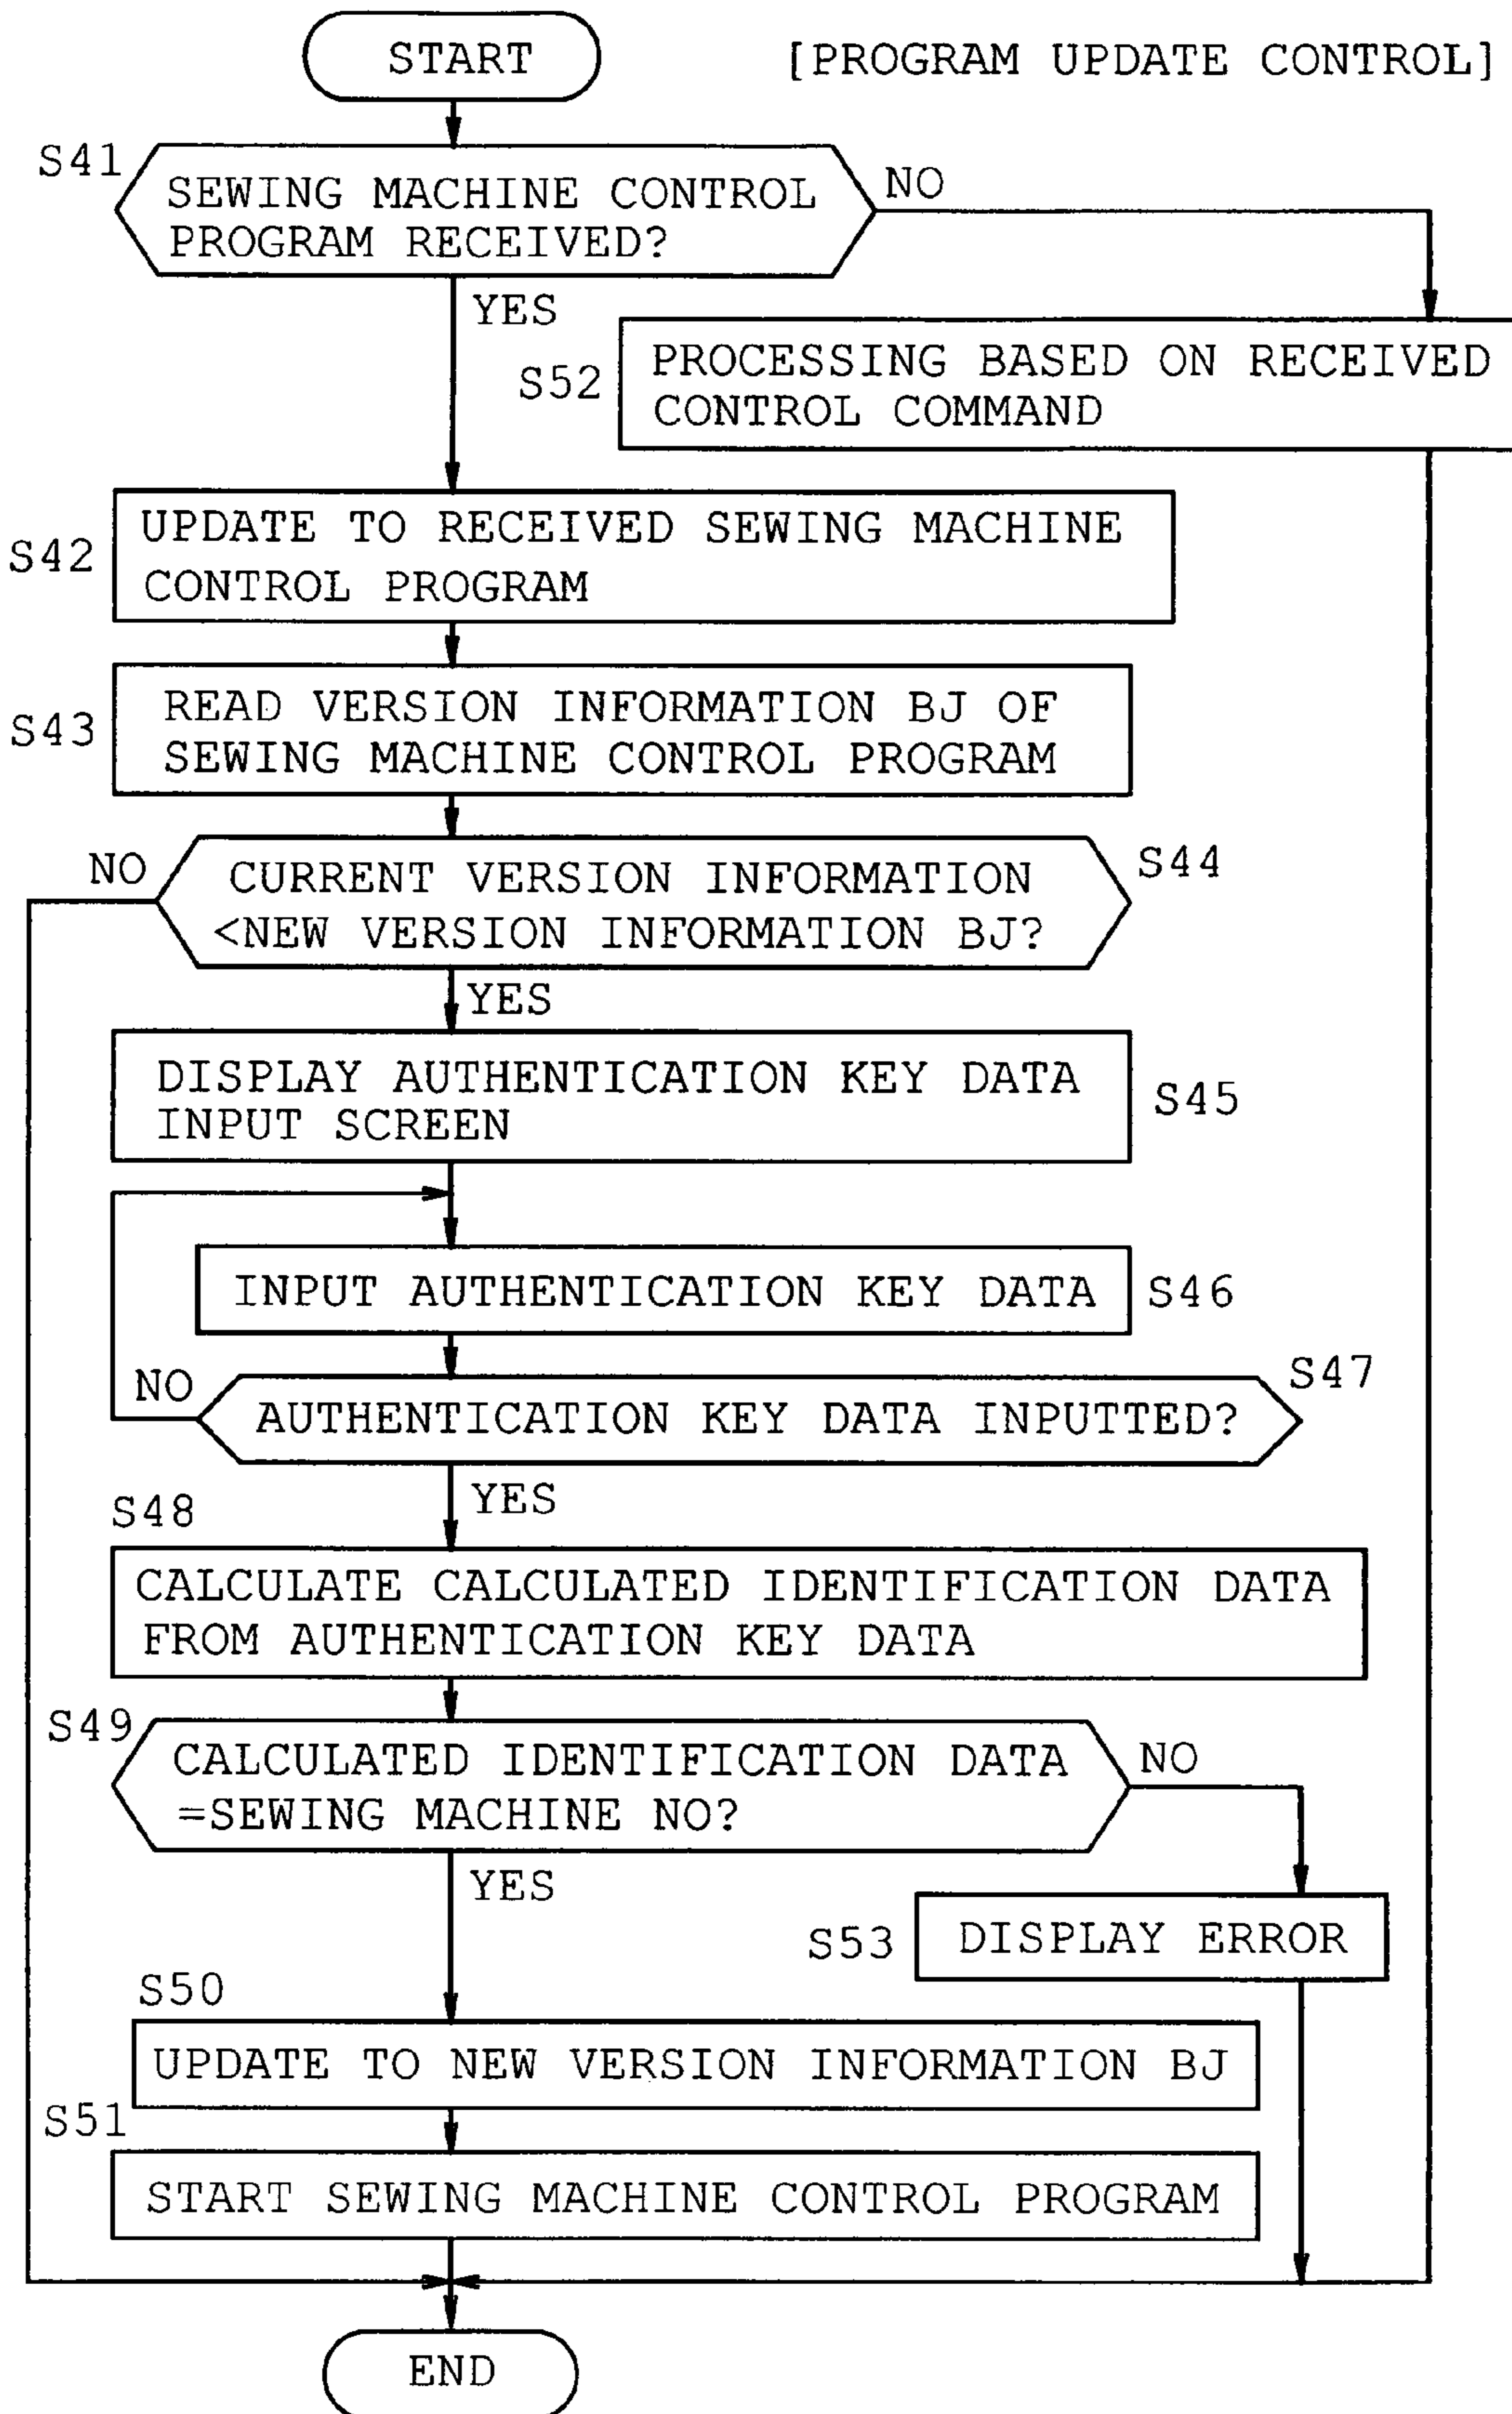 START
[PROGRAM UPDATE CONTROL]
S41
SEWING MACHINE CONTROL
PROGRAM RECEIVED?
NO
YES
S52
PROCESSING BASED ON RECEIVED
CONTROL COMMAND
S42
UPDATE TO RECEIVED SEWING MACHINE
CONTROL PROGRAM
S43
READ VERSION INFORMATION BJ OF
SEWING MACHINE CONTROL PROGRAM
NO
CURRENT VERSION INFORMATION
<NEW VERSION INFORMATION BJ?
S44
YES
DISPLAY AUTHENTICATION KEY DATA
INPUT SCREEN
S45
INPUT AUTHENTICATION KEY DATA
S46
NO
AUTHENTICATION KEY DATA INPUTTED?
S47
YES
S48
CALCULATE CALCULATED IDENTIFICATION DATA
FROM AUTHENTICATION KEY DATA
S49
CALCULATED IDENTIFICATION DATA
=SEWING MACHINE NO?
NO
YES
S53
DISPLAY ERROR
S50
UPDATE TO NEW VERSION INFORMATION BJ
S51
START SEWING MACHINE CONTROL PROGRAM
END